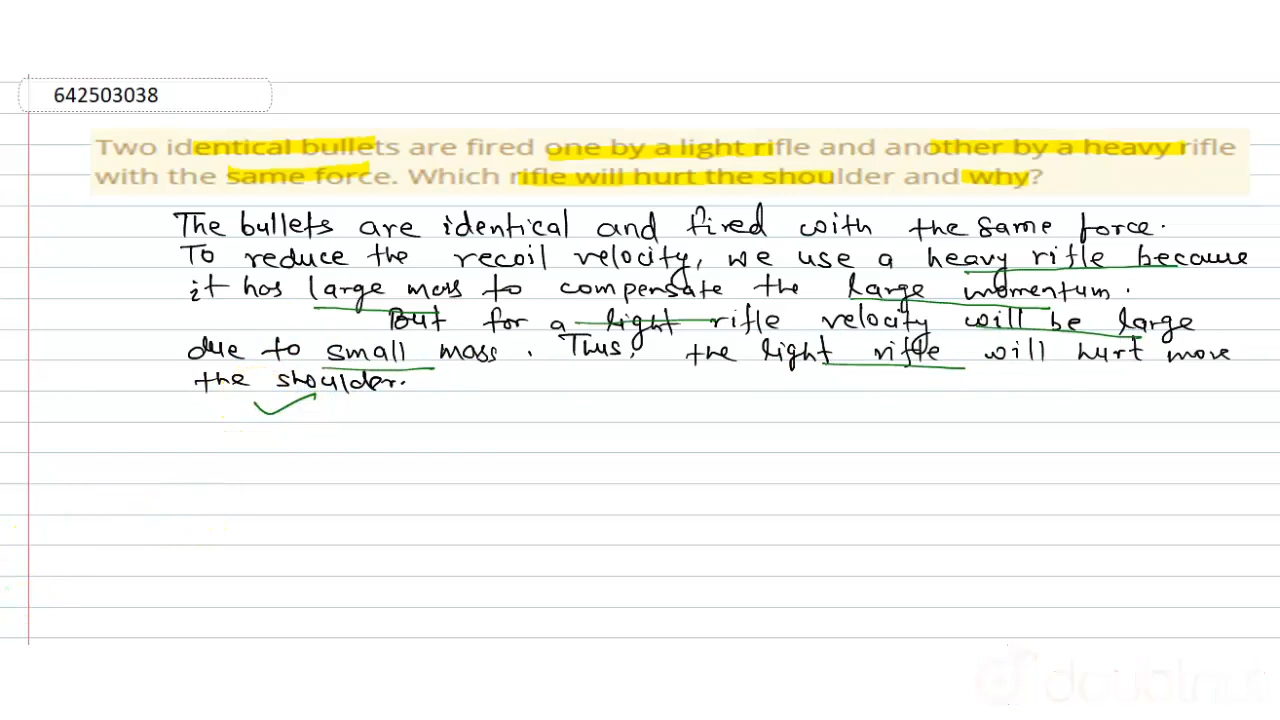 642503038
Two identical bullets are fired one by a light rifle and another by a heavy rifle
with the same force. Which rifle will hurt the shoulder and why?
The bullets are identical and fired with the same force.
To reduce the recoil velocity, we use a heavy rifle because
it has large mass to compensate the large momentum.
But for a light rifle velocity will be large
due to small mass. Thus, the light rifle will hurt more
the shoulder.
doubtnut